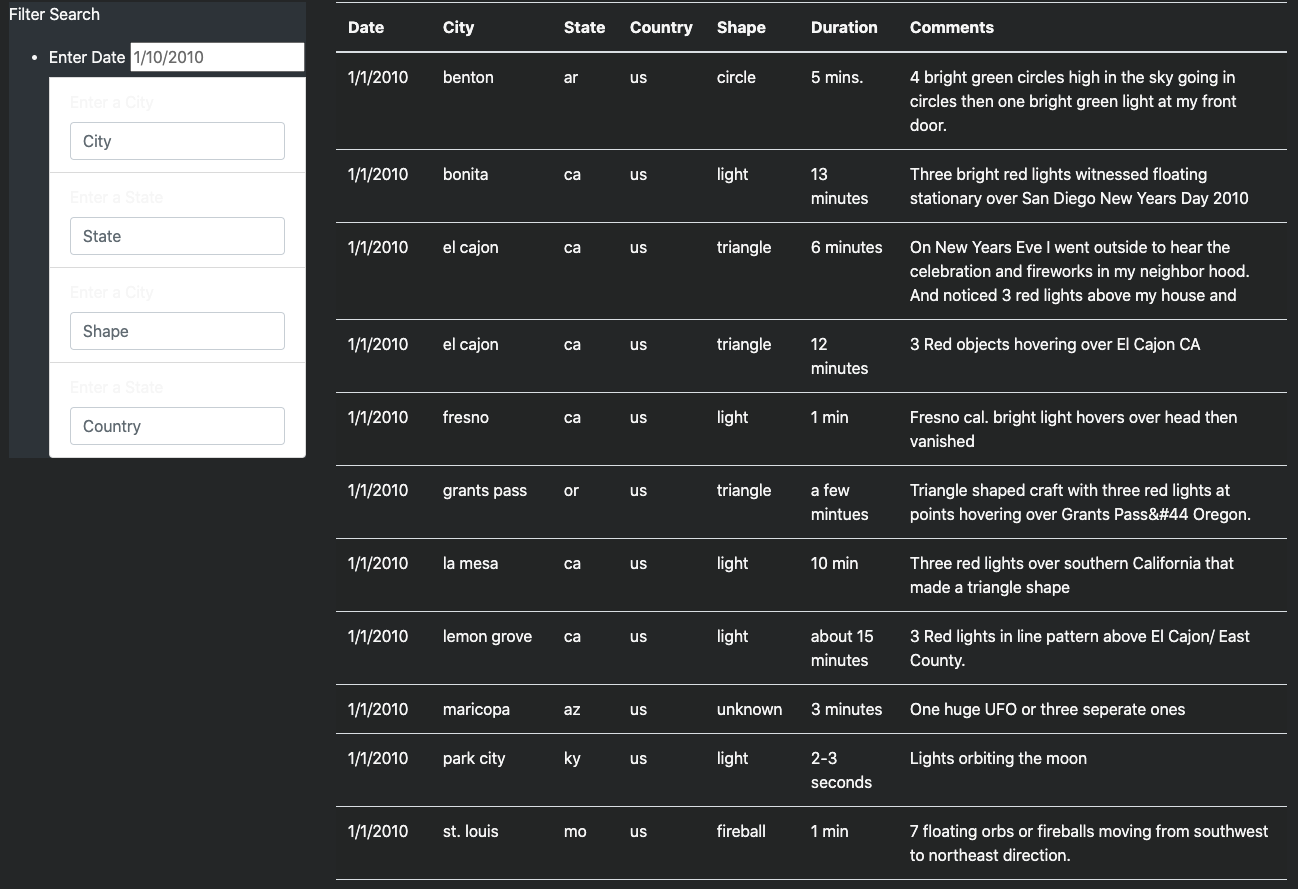 Filter Search
Enter Date 1/10/2010
Enter a City
City
Enter a State
State
Enter a City
Shape
Enter a State
Country
Date City State Country Shape Duration Comments
1/1/2010 benton ar us circle 5 mins. 4 bright green circles high in the sky going in
circles then one bright green light at my front
door.
1/1/2010 bonita ca us light 13 Three bright red lights witnessed floating
minutes stationary over San Diego New Years Day 2010
1/1/2010 el cajon ca us triangle 6 minutes On New Years Eve I went outside to hear the
celebration and fireworks in my neighbor hood.
And noticed 3 red lights above my house and
1/1/2010 el cajon ca us triangle 12 3 Red objects hovering over El Cajon CA
minutes
1/1/2010 fresno ca us light 1 min Fresno cal. bright light hovers over head then
vanished
1/1/2010 grants pass or us triangle a few Triangle shaped craft with three red lights at
mintues points hovering over Grants Pass&#44 Oregon.
1/1/2010 la mesa ca us light 10 min Three red lights over southern California that
made a triangle shape
1/1/2010 lemon grove ca us light about 15 3 Red lights in line pattern above El Cajon/ East
minutes County.
1/1/2010 maricopa az us unknown 3 minutes One huge UFO or three seperate ones
1/1/2010 park city ky us light 2-3 Lights orbiting the moon
seconds
1/1/2010 st. louis mo us fireball 1 min 7 floating orbs or fireballs moving from southwest
to northeast direction.